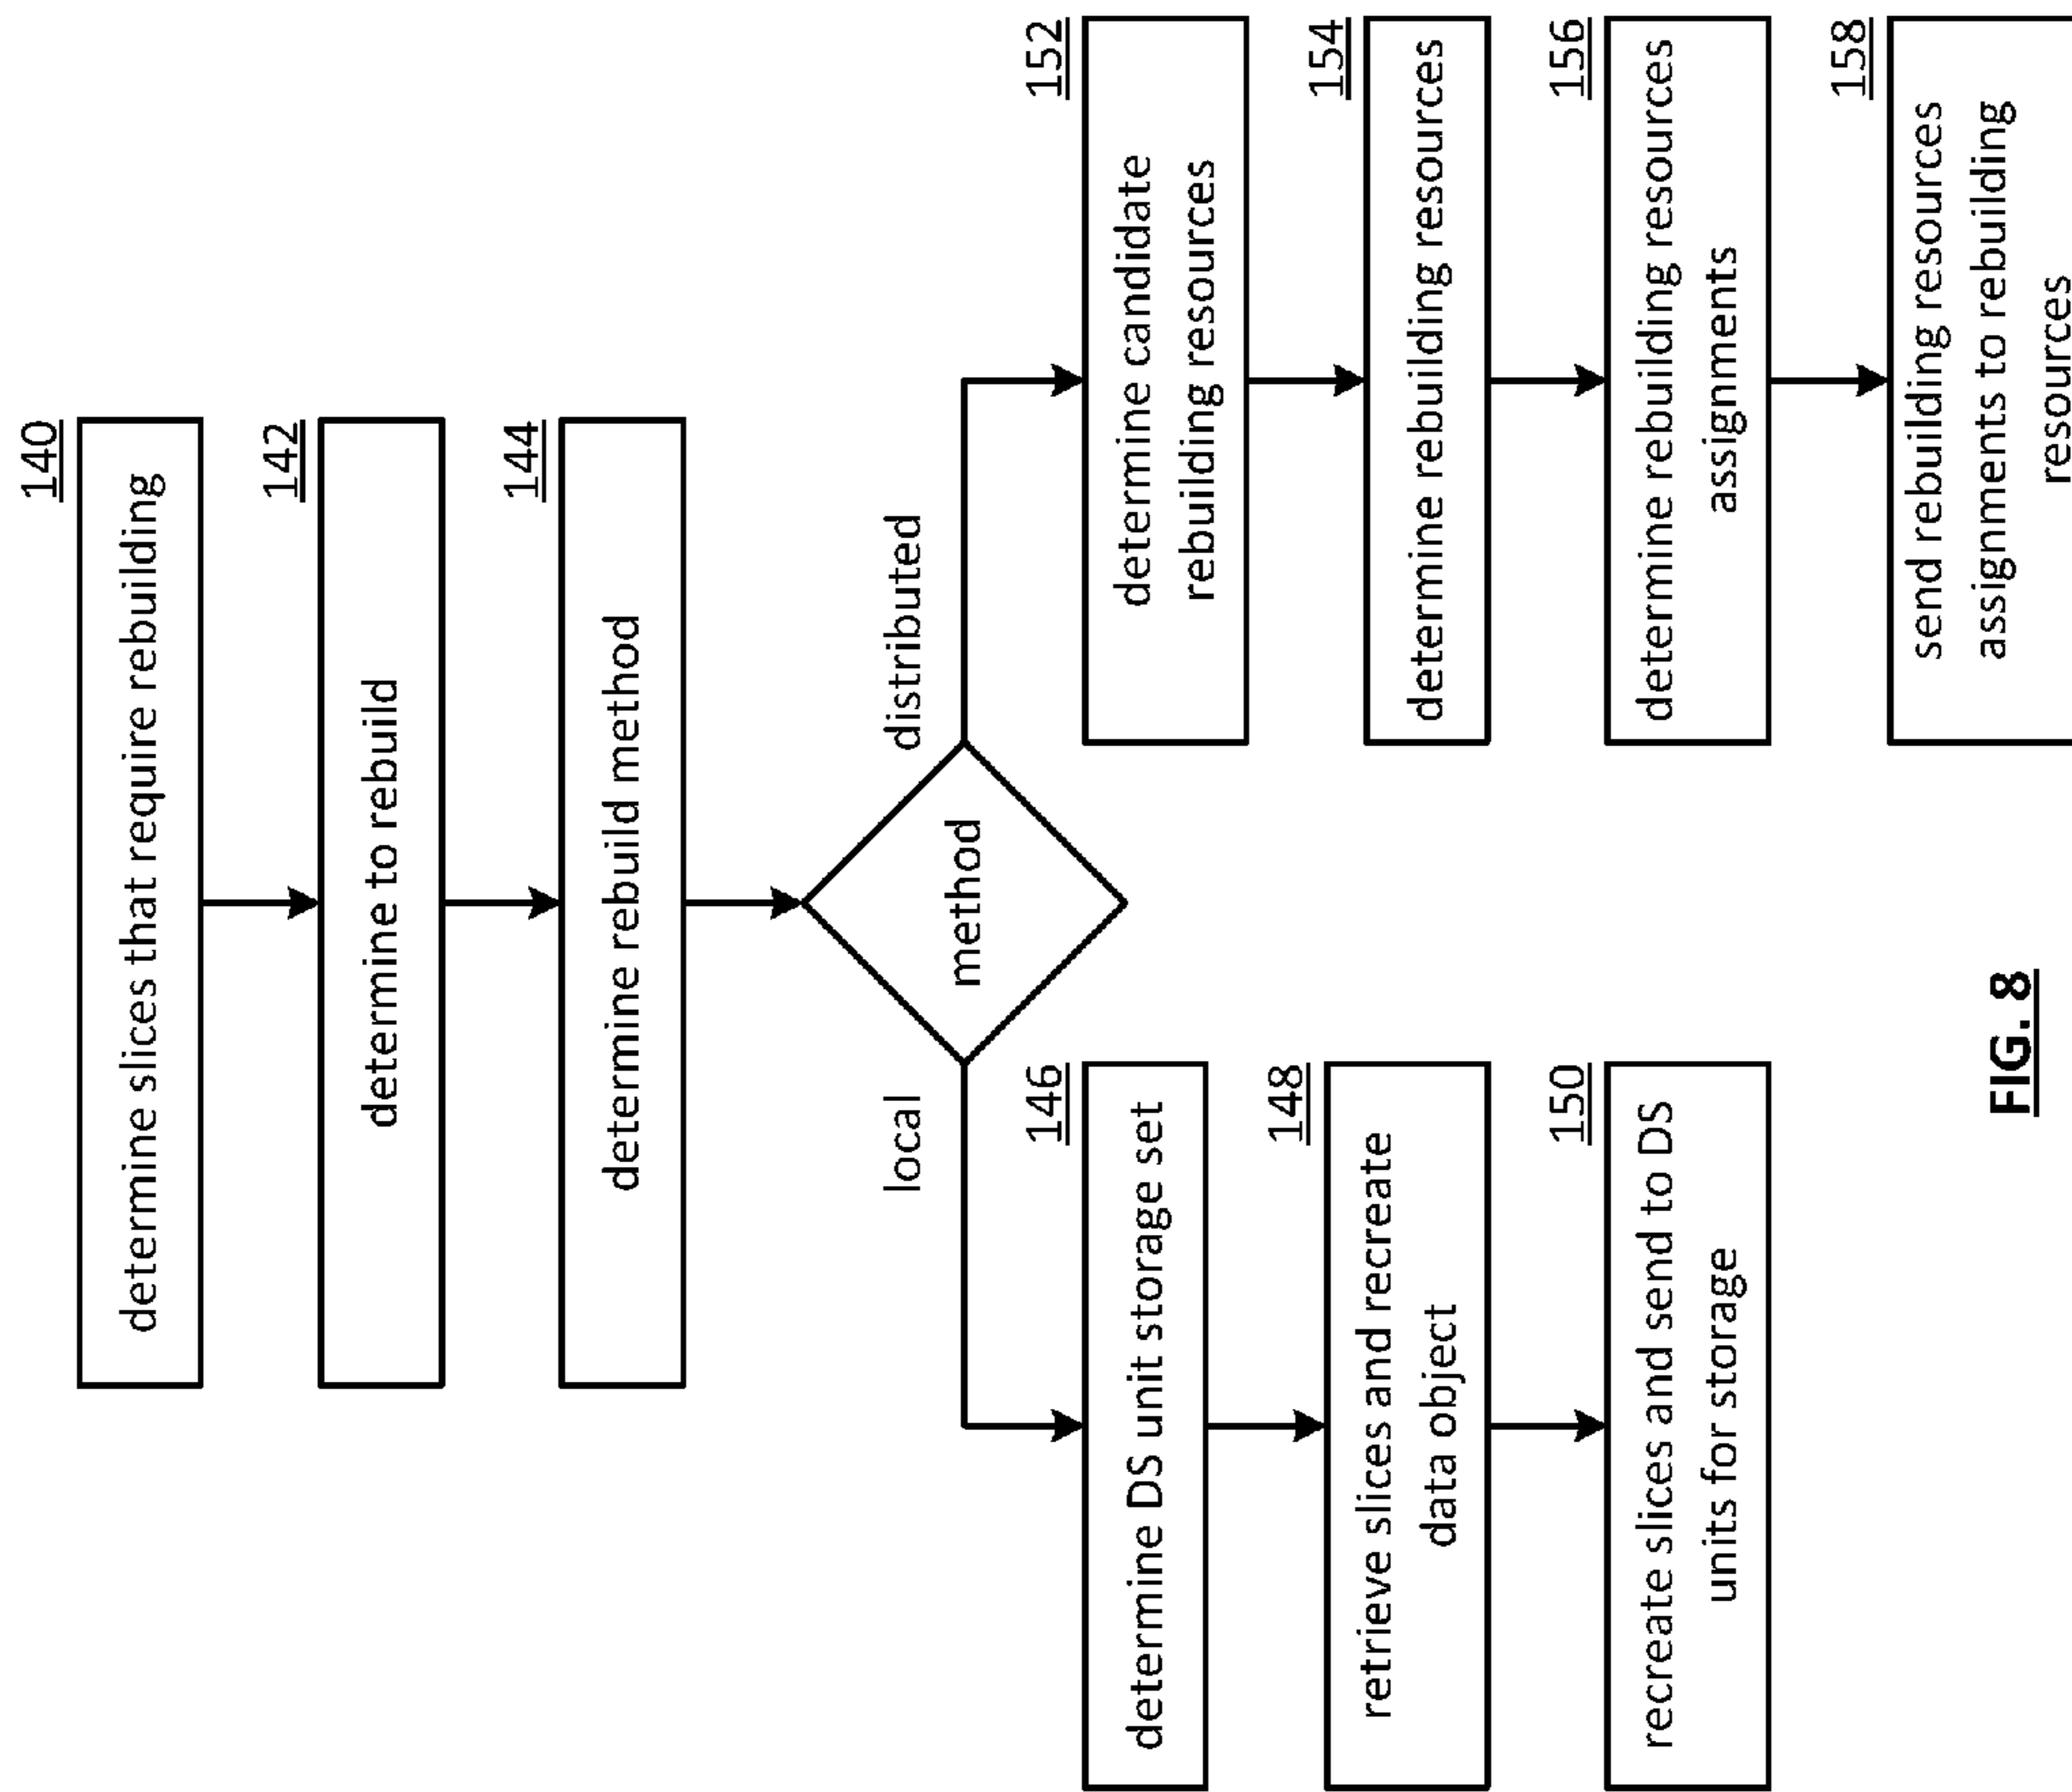 140
determine slices that require rebuilding
142
determine to rebuild
144
determine rebuild method
method
local
distributed
146
determine DS unit storage set
148
retrieve slices and recreate
data object
150
recreate slices and send to DS
units for storage
152
determine candidate
rebuilding resources
154
determine rebuilding resources
156
determine rebuilding resources
assignments
158
send rebuilding resources
assignments to rebuilding
resources
FIG. 8